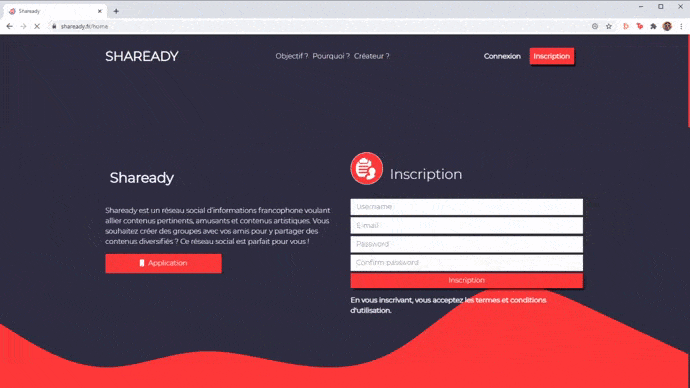 Shaready
shaready.fr/home
SHAREADY
Objectif ? Pourquoi ? Créateur ?
Connexion
Inscription
Shaready
Shaready est un réseau social d'informations francophone voulant
allier contenus pertinents, amusants et contenus artistiques. Vous
souhaitez créer des groupes avec vos amis pour y partager des
contenus diversifiés ? Ce réseau social est parfait pour vous !
Application
Inscription
Username
E-mail
Password
Confirm password
Inscription
En vous inscrivant, vous acceptez les termes et conditions
d'utilisation.